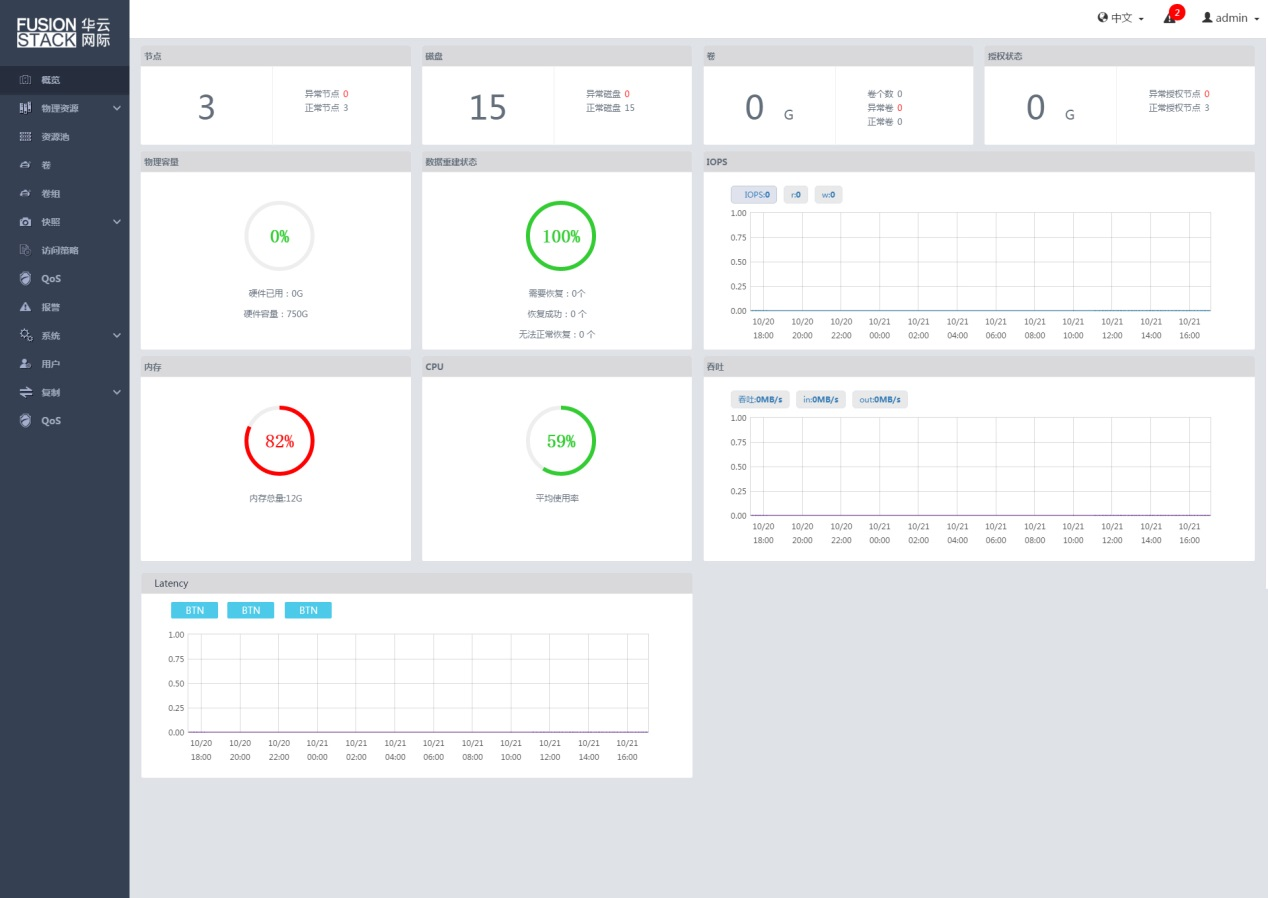 FUSION 华云
STACK 网际
中文
2
admin
概览
物理资源
资源池
卷
卷组
快照
访问策略
QoS
报警
系统
用户
复制
QoS
节点
3
异常节点 0
正常节点 3
磁盘
15
异常磁盘 0
正常磁盘 15
卷
0 G
卷个数 0
异常卷 0
正常卷 0
授权状态
0 G
异常授权节点 0
正常授权节点 3
物理容量
0%
硬件已用：0G
硬件容量：750G
数据重建状态
100%
需要恢复：0个
恢复成功：0 个
无法正常恢复：0 个
IOPS
IOPS:0 r:0 w:0
1.00
0.75
0.50
0.25
0.00
10/20 10/20 10/20 10/21 10/21 10/21 10/21 10/21 10/21 10/21 10/21 10/21
18:00 20:00 22:00 00:00 02:00 04:00 06:00 08:00 10:00 12:00 14:00 16:00
内存
82%
内存总量:12G
CPU
59%
平均使用率
吞吐
吞吐:0MB/s in:0MB/s out:0MB/s
1.00
0.75
0.50
0.25
0.00
10/20 10/20 10/20 10/21 10/21 10/21 10/21 10/21 10/21 10/21 10/21 10/21
18:00 20:00 22:00 00:00 02:00 04:00 06:00 08:00 10:00 12:00 14:00 16:00
Latency
BTN BTN BTN
1.00
0.75
0.50
0.25
0.00
10/20 10/20 10/20 10/21 10/21 10/21 10/21 10/21 10/21 10/21 10/21 10/21
18:00 20:00 22:00 00:00 02:00 04:00 06:00 08:00 10:00 12:00 14:00 16:00